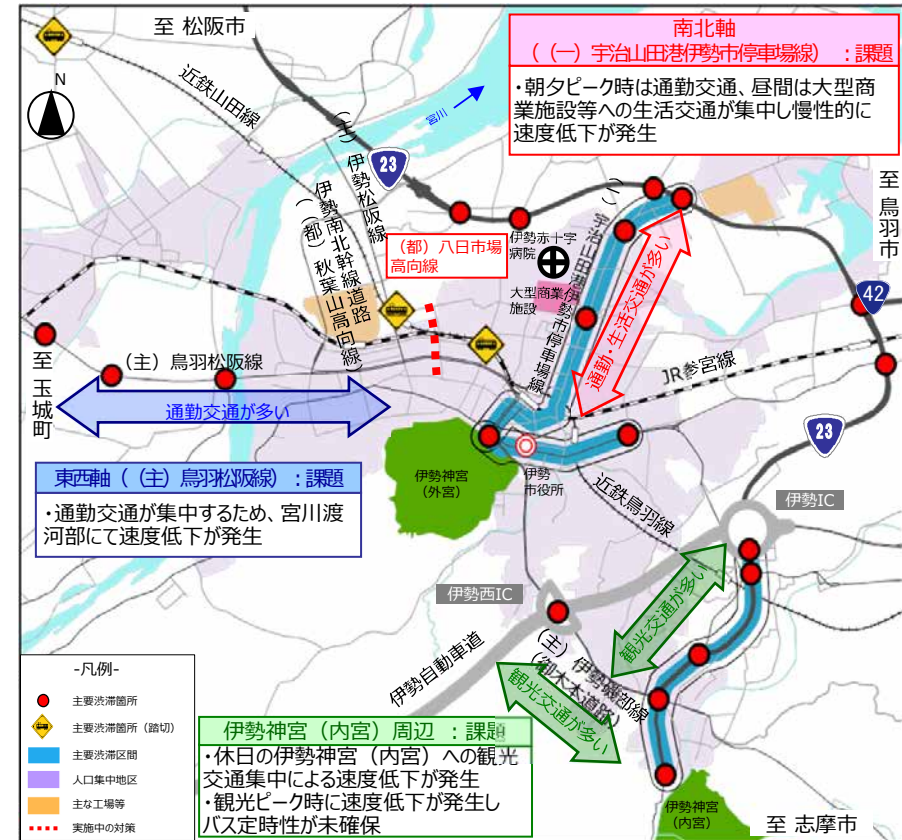 至 松阪市
南北軸
(（一）宇治山田港伊勢市停車場線）：課題
・朝夕ピーク時は通勤交通、昼間は大型商
業施設等への生活交通が集中し慢性的に
速度低下が発生
N
近鉄山田線
宮川
23
（主）伊勢松阪線
伊勢南北幹線道路
（（都）秋葉山高向線）
（都）八日市場
高向線
伊勢赤十字
病院
大型商業
施設
（一）宇治山田港伊勢市停車場線
通勤・生活交通が多い
至 鳥羽市
42
JR参宮線
至 玉城町
（主）鳥羽松阪線
通勤交通が多い
23
東西軸（（主）鳥羽松阪線）：課題
・通勤交通が集中するため、宮川渡
河部にて速度低下が発生
伊勢神宮
（外宮）
伊勢
市役所
近鉄鳥羽線
伊勢IC
伊勢西IC
観光交通が多い
伊勢自動車道
（主）伊勢磯部線
（御木本道路）
観光交通が多い
-凡例-
主要渋滞箇所
主要渋滞箇所（踏切）
主要渋滞区間
人口集中地区
主な工場等
実施中の対策
伊勢神宮（内宮）周辺 ：課題
・休日の伊勢神宮（内宮）への観光
交通集中による速度低下が発生
・観光ピーク時に速度低下が発生し
バス定時性が未確保
伊勢神宮
（内宮）
至 志摩市